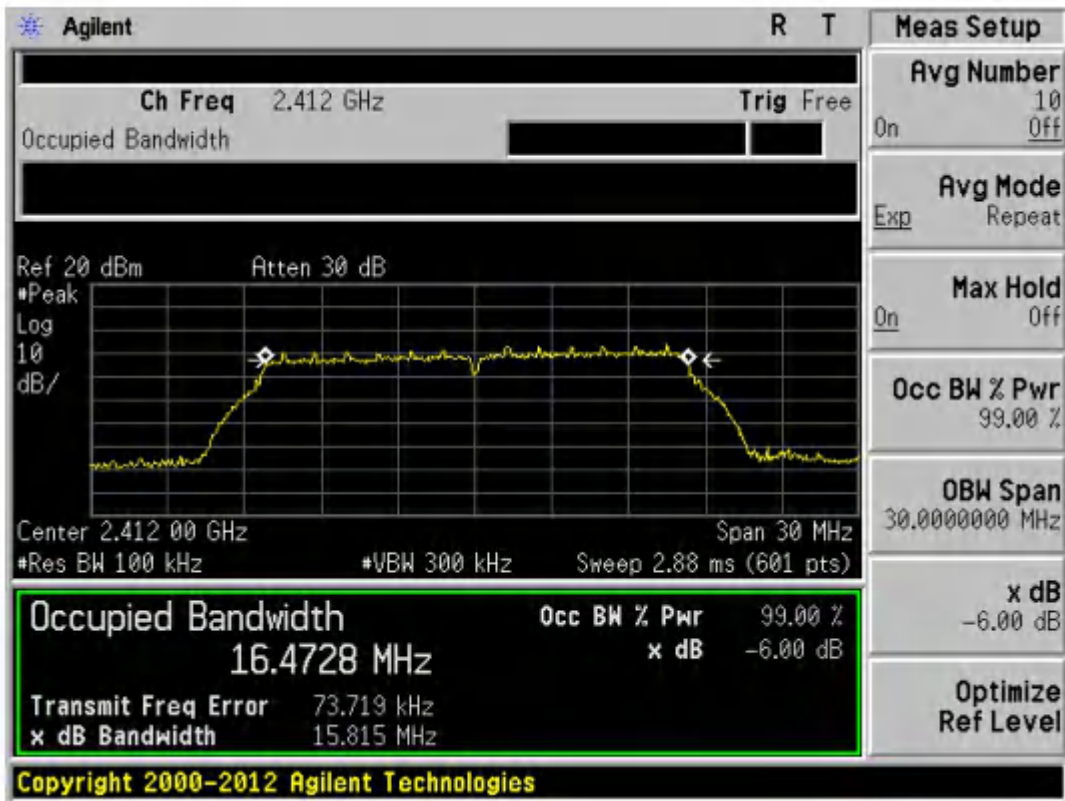 Agilent R T
Ch Freq 2.412 GHz Trig Free
Occupied Bandwidth
Ref 20 dBm Atten 30 dB
#Peak
Log
10
dB/
Center 2.412 00 GHz Span 30 MHz
#Res BW 100 kHz #VBW 300 kHz Sweep 2.88 ms (601 pts)
Occupied Bandwidth
16.4728 MHz
Occ BW % Pwr 99.00 %
x dB -6.00 dB
Transmit Freq Error 73.719 kHz
x dB Bandwidth 15.815 MHz
Copyright 2000-2012 Agilent Technologies
Meas Setup
Avg Number
10
On Off
Avg Mode
Exp Repeat
Max Hold
On Off
Occ BW % Pwr
99.00 %
OBW Span
30.0000000 MHz
x dB
-6.00 dB
Optimize
Ref Level